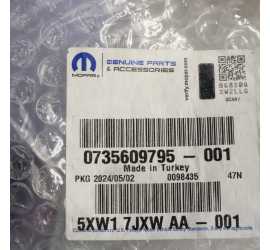 MOPAR
GENUINE PARTS
& ACCESSORIES
verify.mopar.com
SCAN!
0735609795 - 001
Made in Turkey
PKG 2024/05/02 0098435 47N
5XW1 7JXW AA - 001